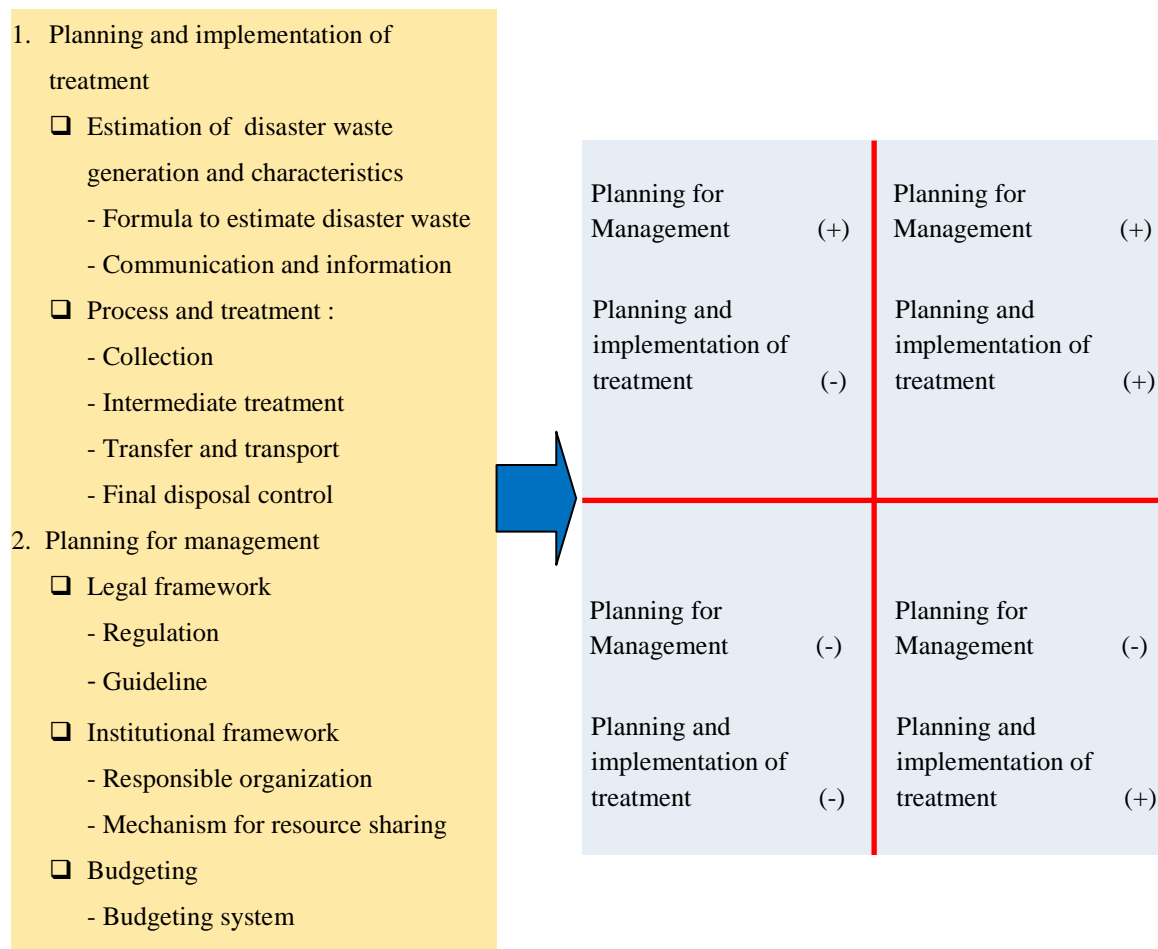 1. Planning and implementation of
treatment
❑ Estimation of disaster waste
generation and characteristics
- Formula to estimate disaster waste
- Communication and information
❑ Process and treatment :
- Collection
- Intermediate treatment
- Transfer and transport
- Final disposal control
2. Planning for management
❑ Legal framework
- Regulation
- Guideline
❑ Institutional framework
- Responsible organization
- Mechanism for resource sharing
❑ Budgeting
- Budgeting system
Planning for
Management (+)
Planning and
implementation of
treatment (-)
Planning for
Management (+)
Planning and
implementation of
treatment (+)
Planning for
Management (-)
Planning and
implementation of
treatment (-)
Planning for
Management (-)
Planning and
implementation of
treatment (+)